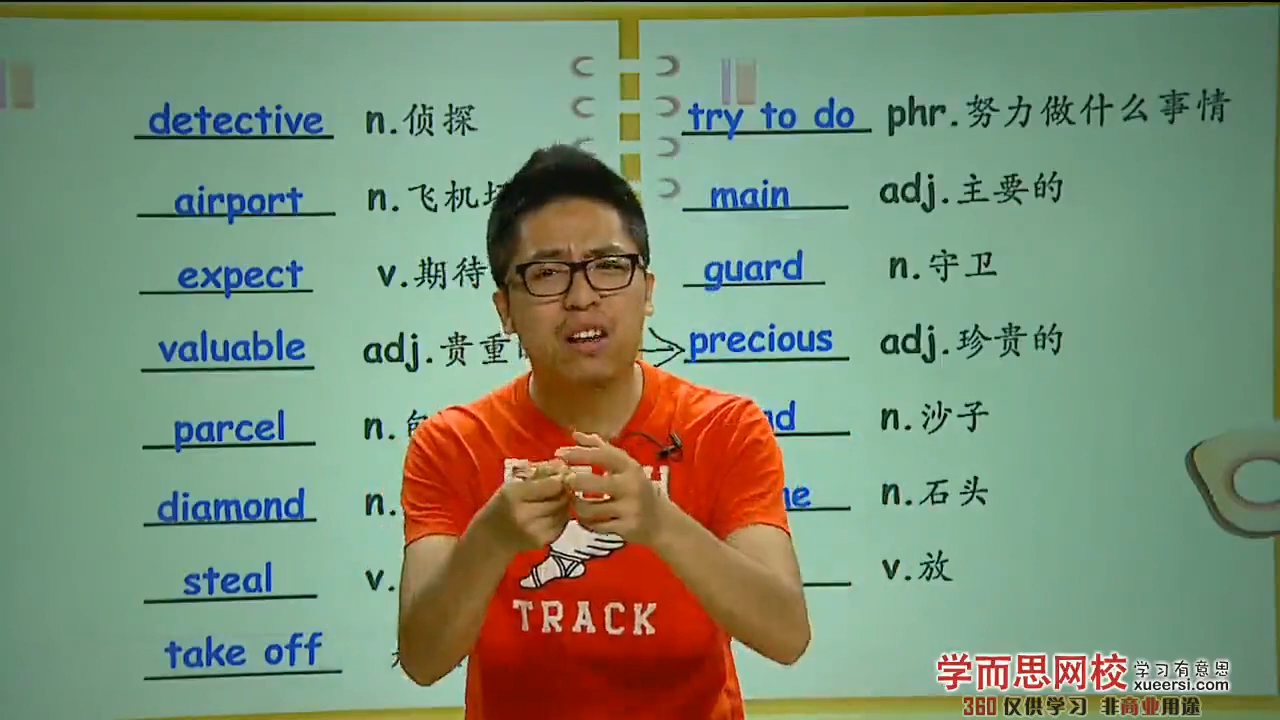 detective n.侦探
airport n.飞机
expect v.期待
valuable adj.贵重
parcel n.
diamond n.
steal v.
take off
try to do phr.努力做什么事情
main adj.主要的
guard n.守卫
precious adj.珍贵的
n.沙子
n.石头
v.放
TRACK
学而思网校 学习有意思
xueersi.com
360 仅供学习 非商业用途